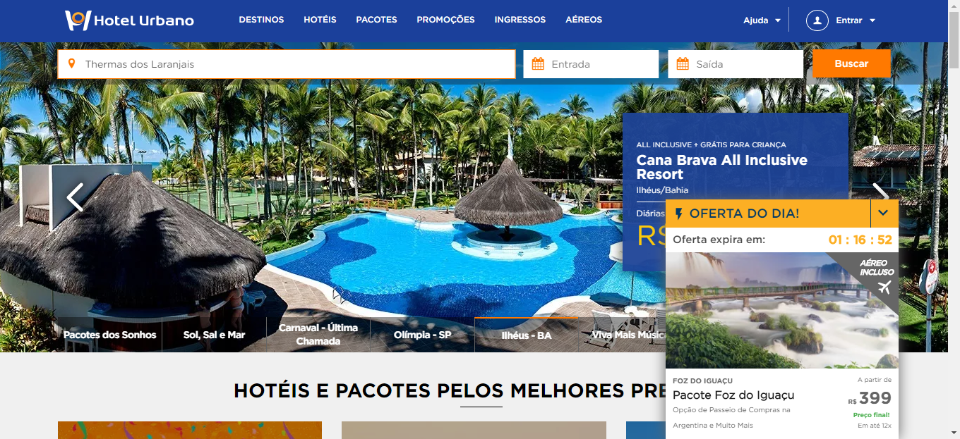 Hotel Urbano
DESTINOS HOTÉIS PACOTES PROMOÇÕES INGRESSOS AÉREOS
Ajuda Entrar
Thermas dos Laranjais
Entrada
Saída
Buscar
ALL INCLUSIVE + GRÁTIS PARA CRIANÇA
Cana Brava All Inclusive
Resort
Ilhéus/Bahia
Diárias
R$
OFERTA DO DIA!
Oferta expira em: 01 : 16 : 52
AÉREO
INCLUSO
FOZ DO IGUAÇU
Pacote Foz do Iguaçu
Opção de Passeio de Compras na
Argentina e Muito Mais
A partir de
R$ 399
Preço final!
Em até 12x
Pacotes dos Sonhos
Sol, Sal e Mar
Carnaval - Última
Chamada
Olímpia - SP
Ilhéus - BA
Viva Mais Músic
HOTÉIS E PACOTES PELOS MELHORES PRE